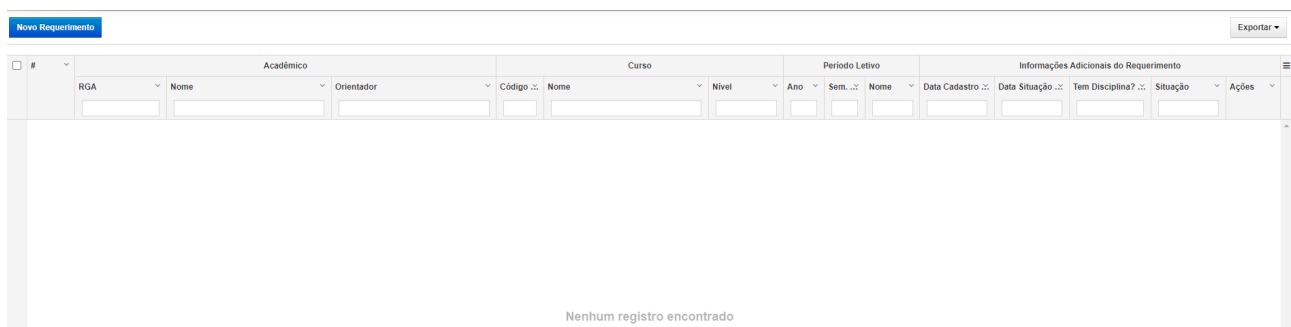 Novo Requerimento
Exportar
# Acadêmico Curso Período Letivo Informações Adicionais do Requerimento
RGA Nome Orientador Código ... Nome Nível Ano Sem. ... Nome Data Cadastro ... Data Situação ... Tem Disciplina? ... Situação Ações
Nenhum registro encontrado